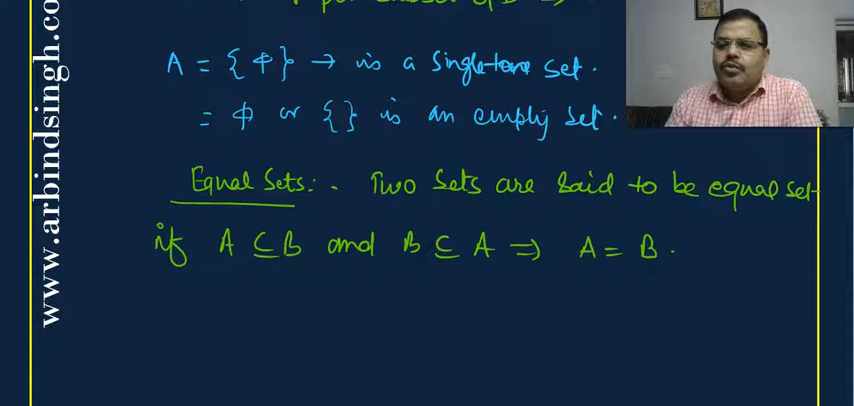 www.arbindsingh.com
A = {Φ} → is a Singletone Set.
= Φ or {} is an empty Set.
Equal Sets:. Two Sets are Said to be equal Set
if A ⊆ B and B ⊆ A ⇒ A = B.